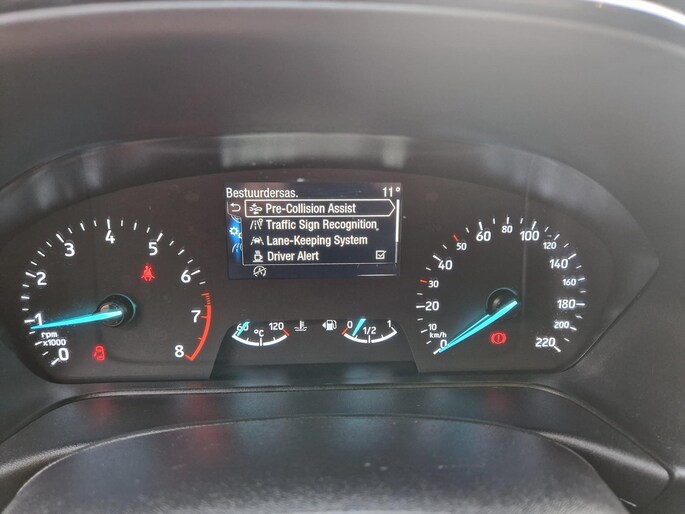 Bestuurdersas. 11°
Pre-Collision Assist
Traffic Sign Recognition
Lane-Keeping System
Driver Alert
0 1 2 3 4 5 6 7 8
rpm
x1000
60 °C 120
0 1/2 1
0 10 20 30 40 50 60 80 100 120 140 160 180 200 220
km/h